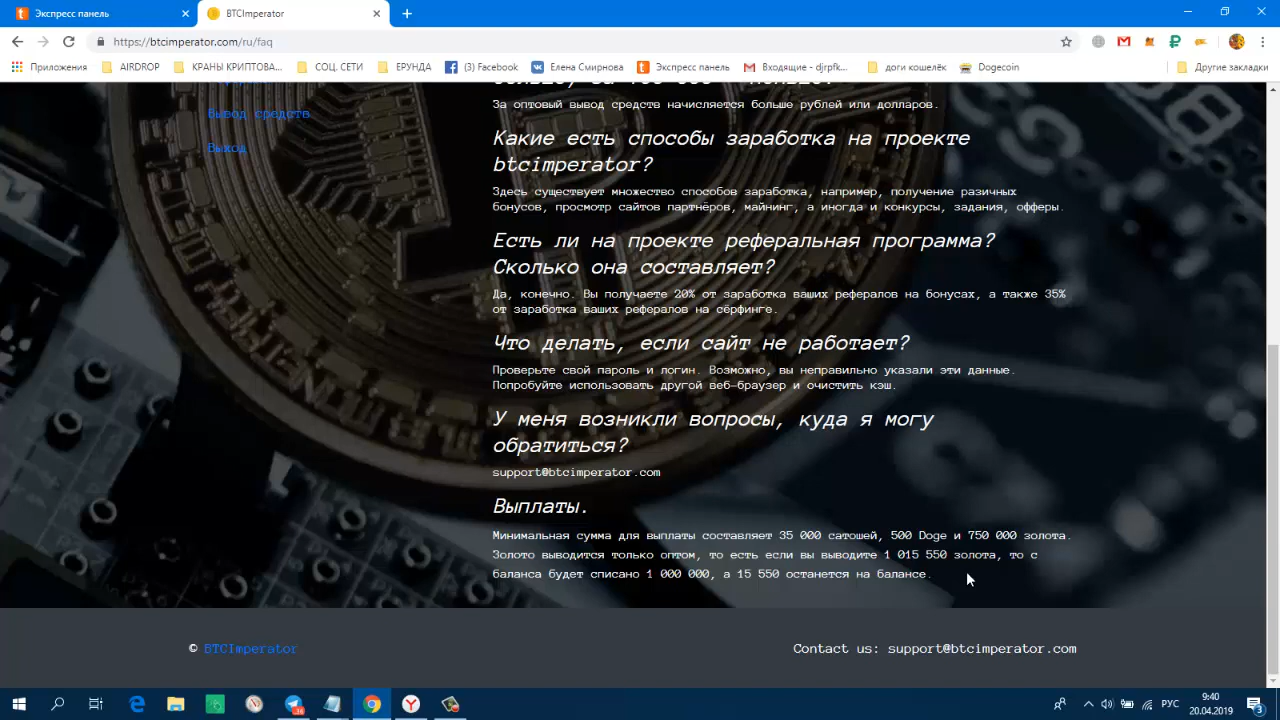 Экспресс панель
BTCImperator
https://btcimperator.com/ru/faq
Приложения
AIRDROP
КРАНЫ КРИПТОВА...
СОЦ. СЕТИ
ЕРУНДА
(3) Facebook
Елена Смирнова
Экспресс панель
Входящие - djrpfk...
доги кошелёк
Dogecoin
Другие закладки
Вывод средств
Выход
За оптовый вывод средств начисляется больше рублей или долларов.
Какие есть способы заработка на проекте
btcimperator?
Здесь существует множество способов заработка, например, получение разичных
бонусов, просмотр сайтов партнёров, майнинг, а иногда и конкурсы, задания, офферы.
Есть ли на проекте реферальная программа?
Сколько она составляет?
Да, конечно. Вы получаете 20% от заработка ваших рефералов на бонусах, а также 35%
от заработка ваших рефералов на сёрфинге.
Что делать, если сайт не работает?
Проверьте свой пароль и логин. Возможно, вы неправильно указали эти данные.
Попробуйте использовать другой веб-браузер и очистить кэш.
У меня возникли вопросы, куда я могу
обратиться?
support@btcimperator.com
Выплаты.
Минимальная сумма для выплаты составляет 35 000 сатошей, 500 Doge и 750 000 золота.
Золото выводится только оптом, то есть если вы выводите 1 015 550 золота, то с
баланса будет списано 1 000 000, а 15 550 останется на балансе.
© BTCImperator
Contact us: support@btcimperator.com
РУС
9:40
20.04.2019
3